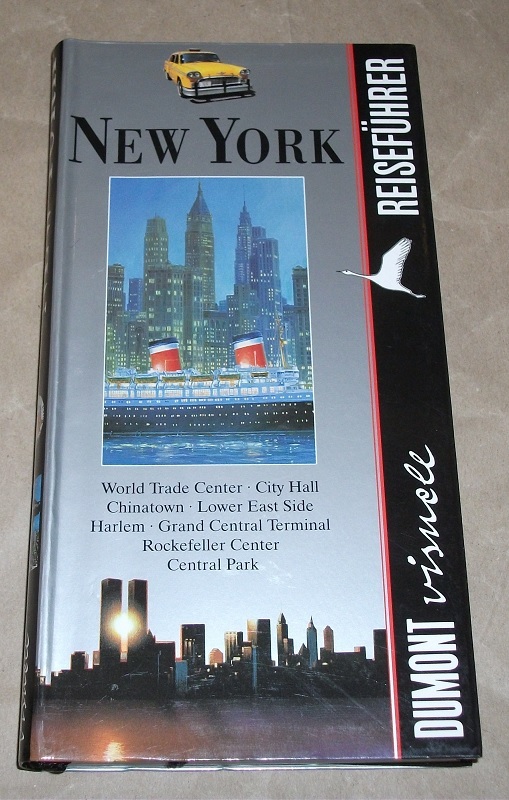 NEW YORK
World Trade Center · City Hall
Chinatown · Lower East Side
Harlem · Grand Central Terminal
Rockefeller Center
Central Park
DUMONT visuell
REISEFÜHRER